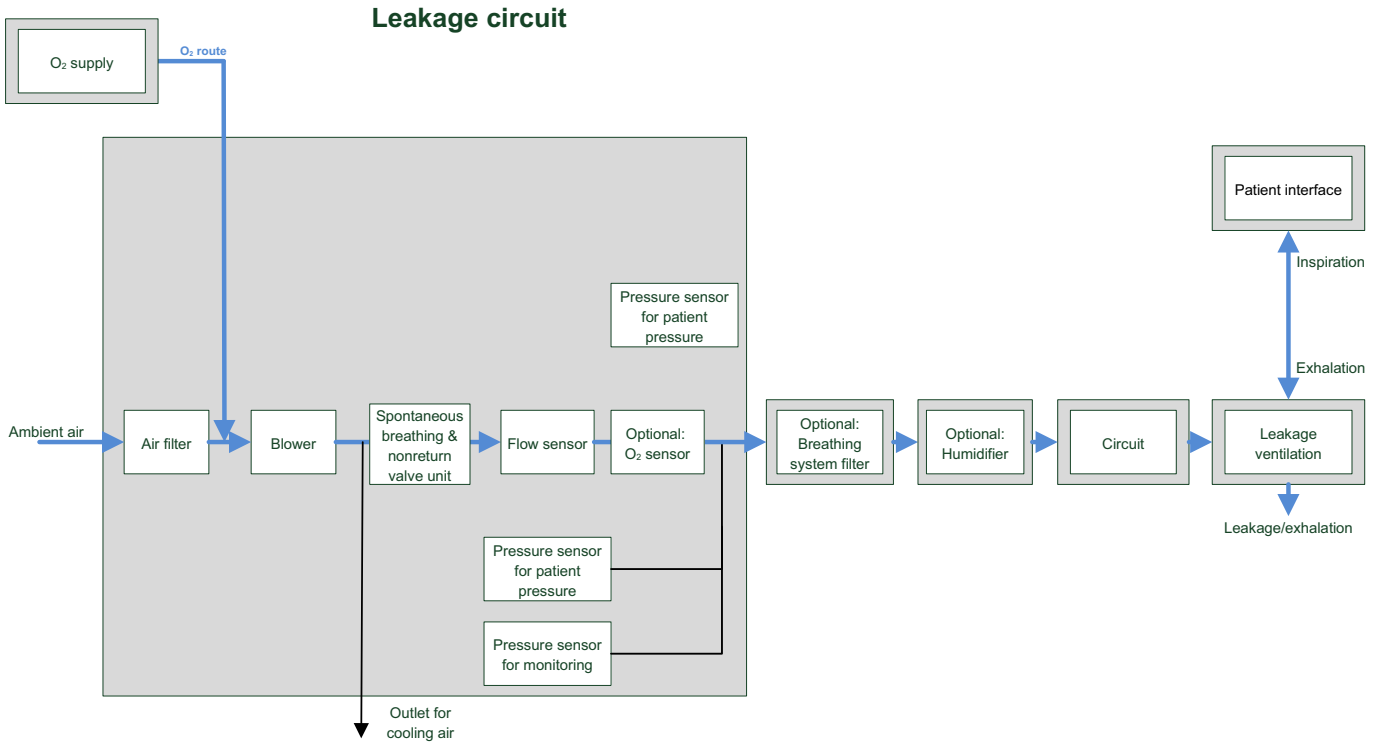 Leakage circuit
O₂ supply
O₂ route
Patient interface
Inspiration
Pressure sensor
for patient
pressure
Exhalation
Ambient air
Air filter
Blower
Spontaneous
breathing &
nonreturn
valve unit
Flow sensor
Optional:
O₂ sensor
Optional:
Breathing
system filter
Optional:
Humidifier
Circuit
Leakage
ventilation
Leakage/exhalation
Pressure sensor
for patient
pressure
Pressure sensor
for monitoring
Outlet for
cooling air